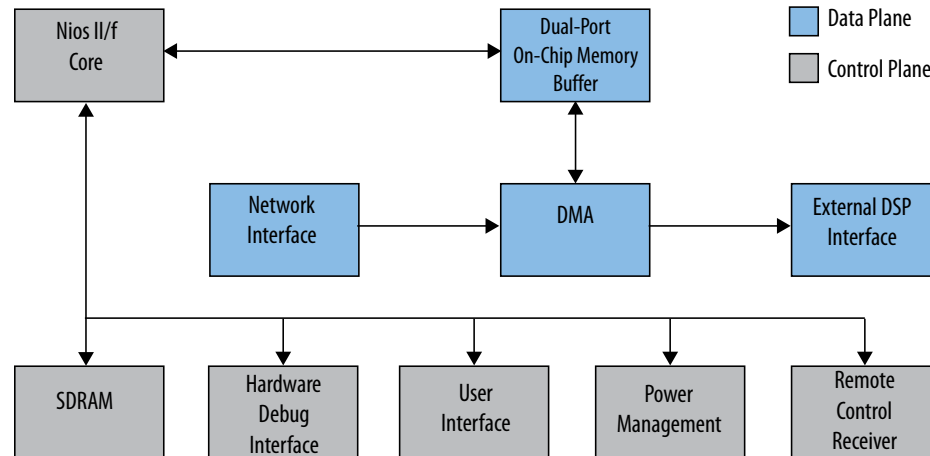 Nios II/f
Core
Dual-Port
On-Chip Memory
Buffer
Data Plane
Control Plane
Network
Interface
DMA
External DSP
Interface
SDRAM
Hardware
Debug
Interface
User
Interface
Power
Management
Remote
Control
Receiver